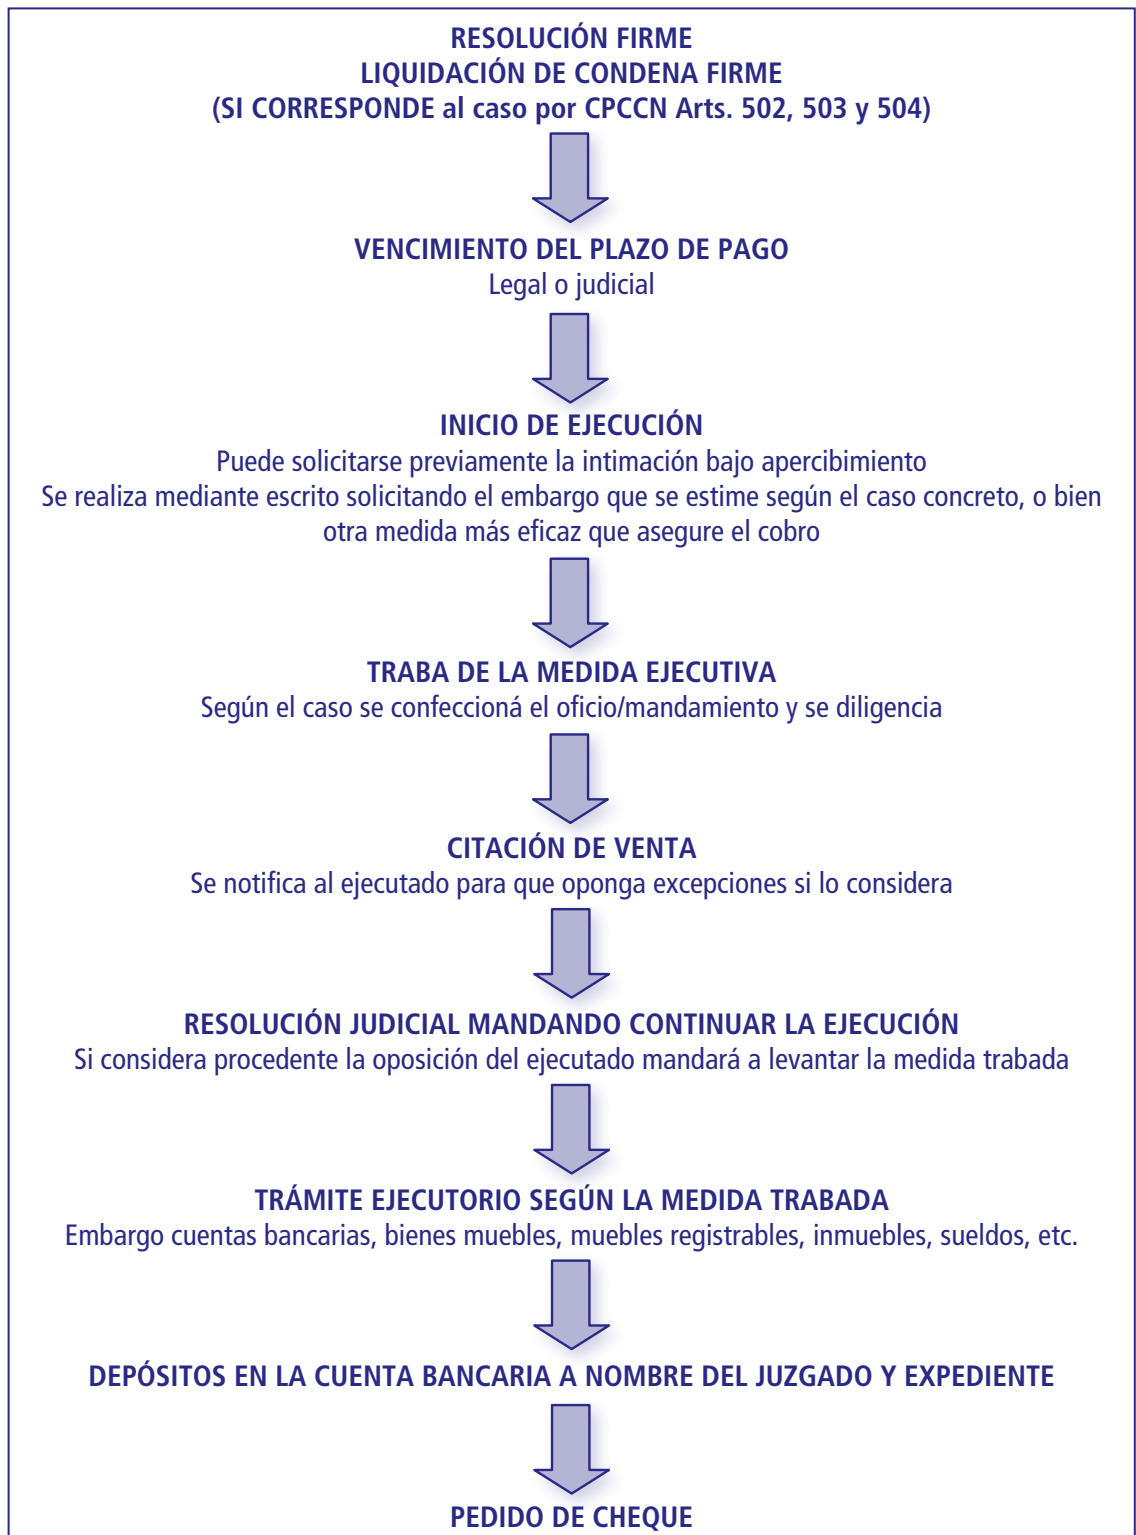 RESOLUCIÓN FIRME
LIQUIDACIÓN DE CONDENA FIRME
(SI CORRESPONDE al caso por CPCCN Arts. 502, 503 y 504)
VENCIMIENTO DEL PLAZO DE PAGO
Legal o judicial
INICIO DE EJECUCIÓN
Puede solicitarse previamente la intimación bajo apercibimiento
Se realiza mediante escrito solicitando el embargo que se estime según el caso concreto, o bien
otra medida más eficaz que asegure el cobro
TRABA DE LA MEDIDA EJECUTIVA
Según el caso se confeccioná el oficio/mandamiento y se diligencia
CITACIÓN DE VENTA
Se notifica al ejecutado para que oponga excepciones si lo considera
RESOLUCIÓN JUDICIAL MANDANDO CONTINUAR LA EJECUCIÓN
Si considera procedente la oposición del ejecutado mandará a levantar la medida trabada
TRÁMITE EJECUTORIO SEGÚN LA MEDIDA TRABADA
Embargo cuentas bancarias, bienes muebles, muebles registrables, inmuebles, sueldos, etc.
DEPÓSITOS EN LA CUENTA BANCARIA A NOMBRE DEL JUZGADO Y EXPEDIENTE
PEDIDO DE CHEQUE